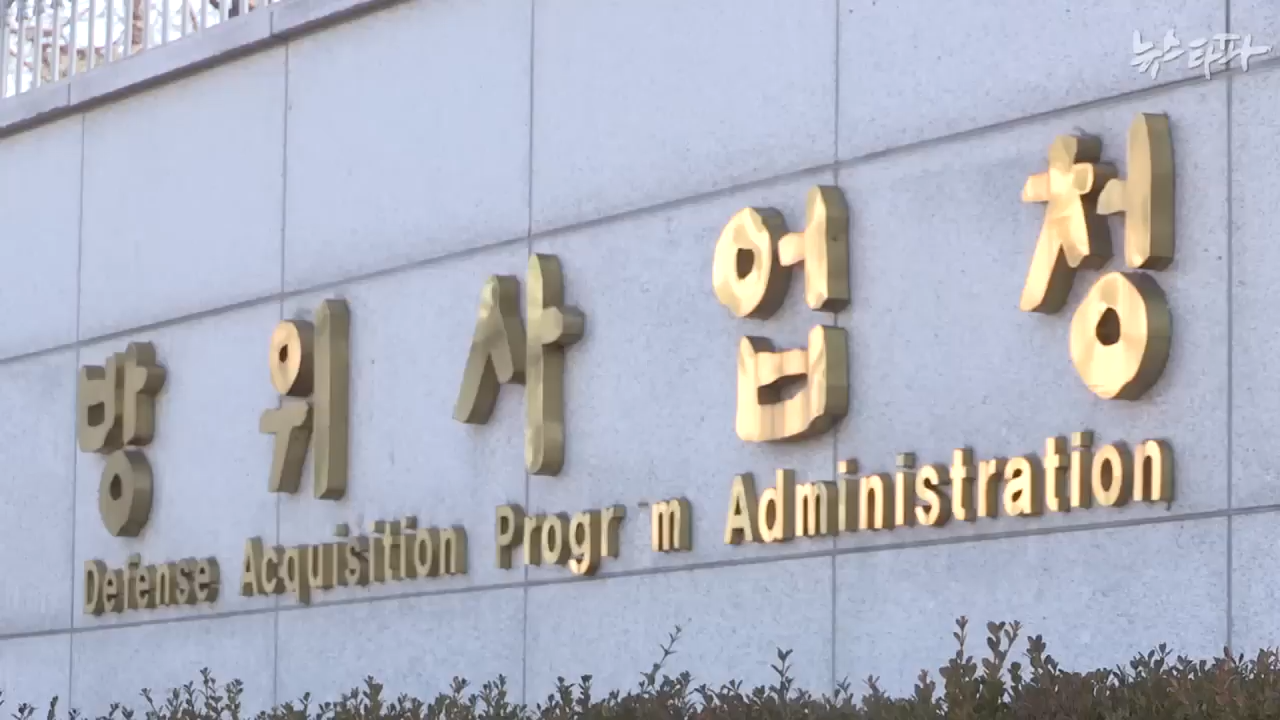 뉴스타파
방위사업청
Defense Acquisition Progr m Administration